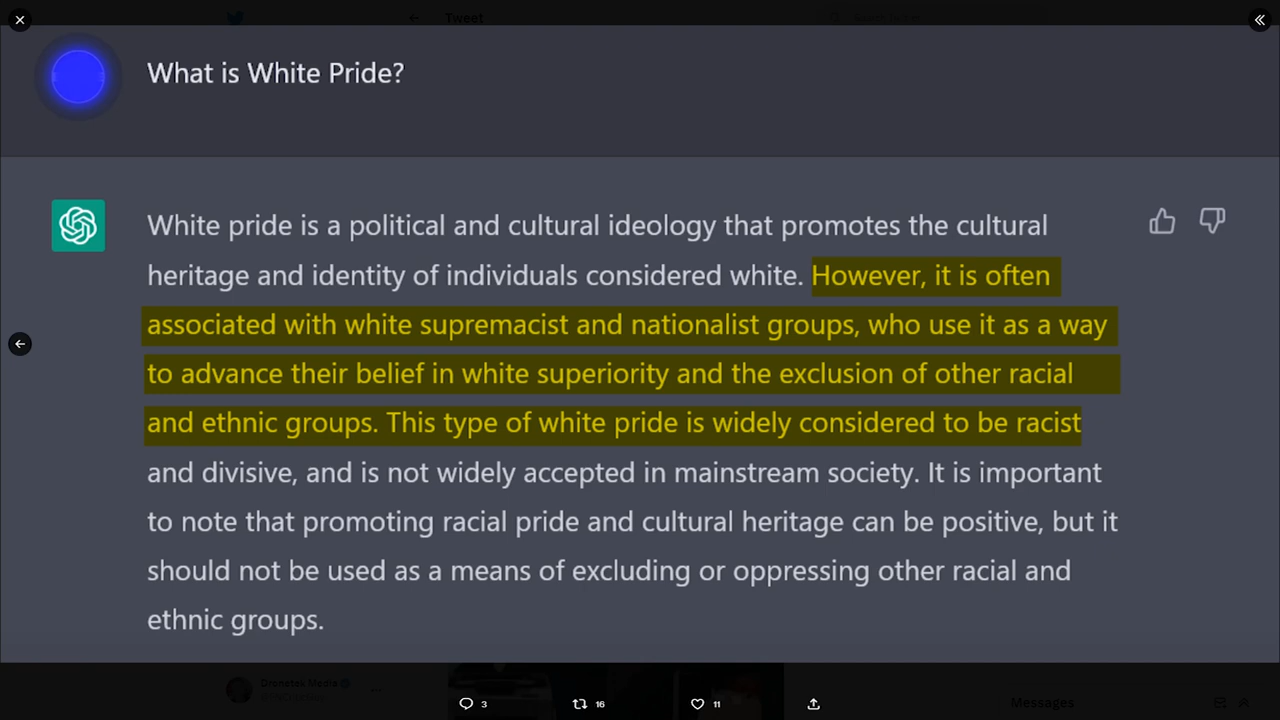 Tweet
What is White Pride?
White pride is a political and cultural ideology that promotes the cultural
heritage and identity of individuals considered white. However, it is often
associated with white supremacist and nationalist groups, who use it as a way
to advance their belief in white superiority and the exclusion of other racial
and ethnic groups. This type of white pride is widely considered to be racist
and divisive, and is not widely accepted in mainstream society. It is important
to note that promoting racial pride and cultural heritage can be positive, but it
should not be used as a means of excluding or oppressing other racial and
ethnic groups.
3 16 11
Messages